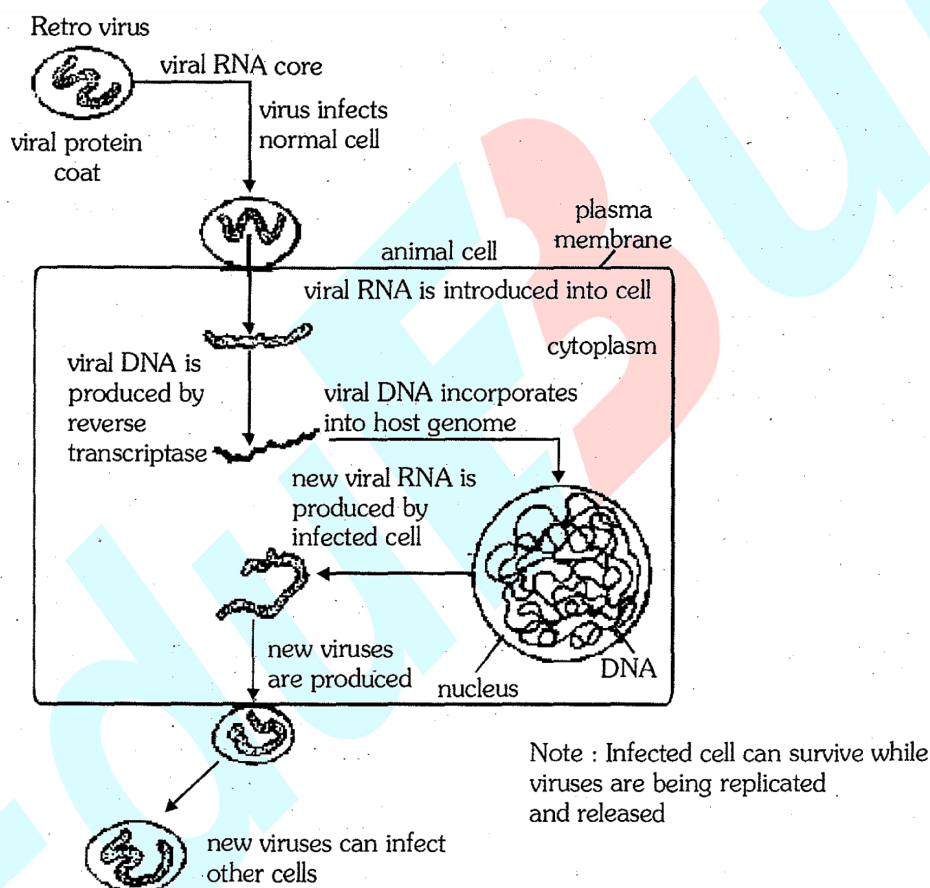 Retro virus
viral RNA core
virus infects
normal cell
viral protein
coat
plasma
membrane
animal cell
viral RNA is introduced into cell
cytoplasm
viral DNA is
produced by
reverse
transcriptase
viral DNA incorporates
into host genome
new viral RNA is
produced by
infected cell
new viruses
are produced
nucleus
DNA
Note : Infected cell can survive while
viruses are being replicated
and released
new viruses can infect
other cells